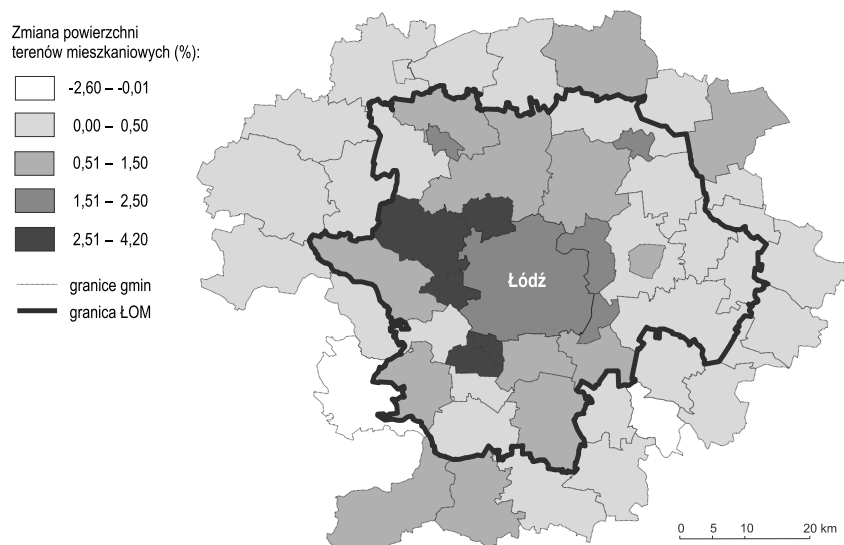 Zmiana powierzchni
terenów mieszkaniowych (%):
-2,60 – -0,01
0,00 – 0,50
0,51 – 1,50
1,51 – 2,50
2,51 – 4,20
granice gmin
granica ŁOM
Łódź
0 5 10 20 km